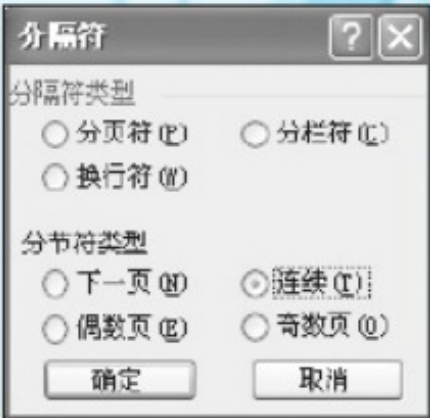 分隔符
分隔符类型
分页符(P) 分栏符(C)
换行符(W)
分节符类型
下一页(N) 连续(T)
偶数页(E) 奇数页(O)
确定 取消